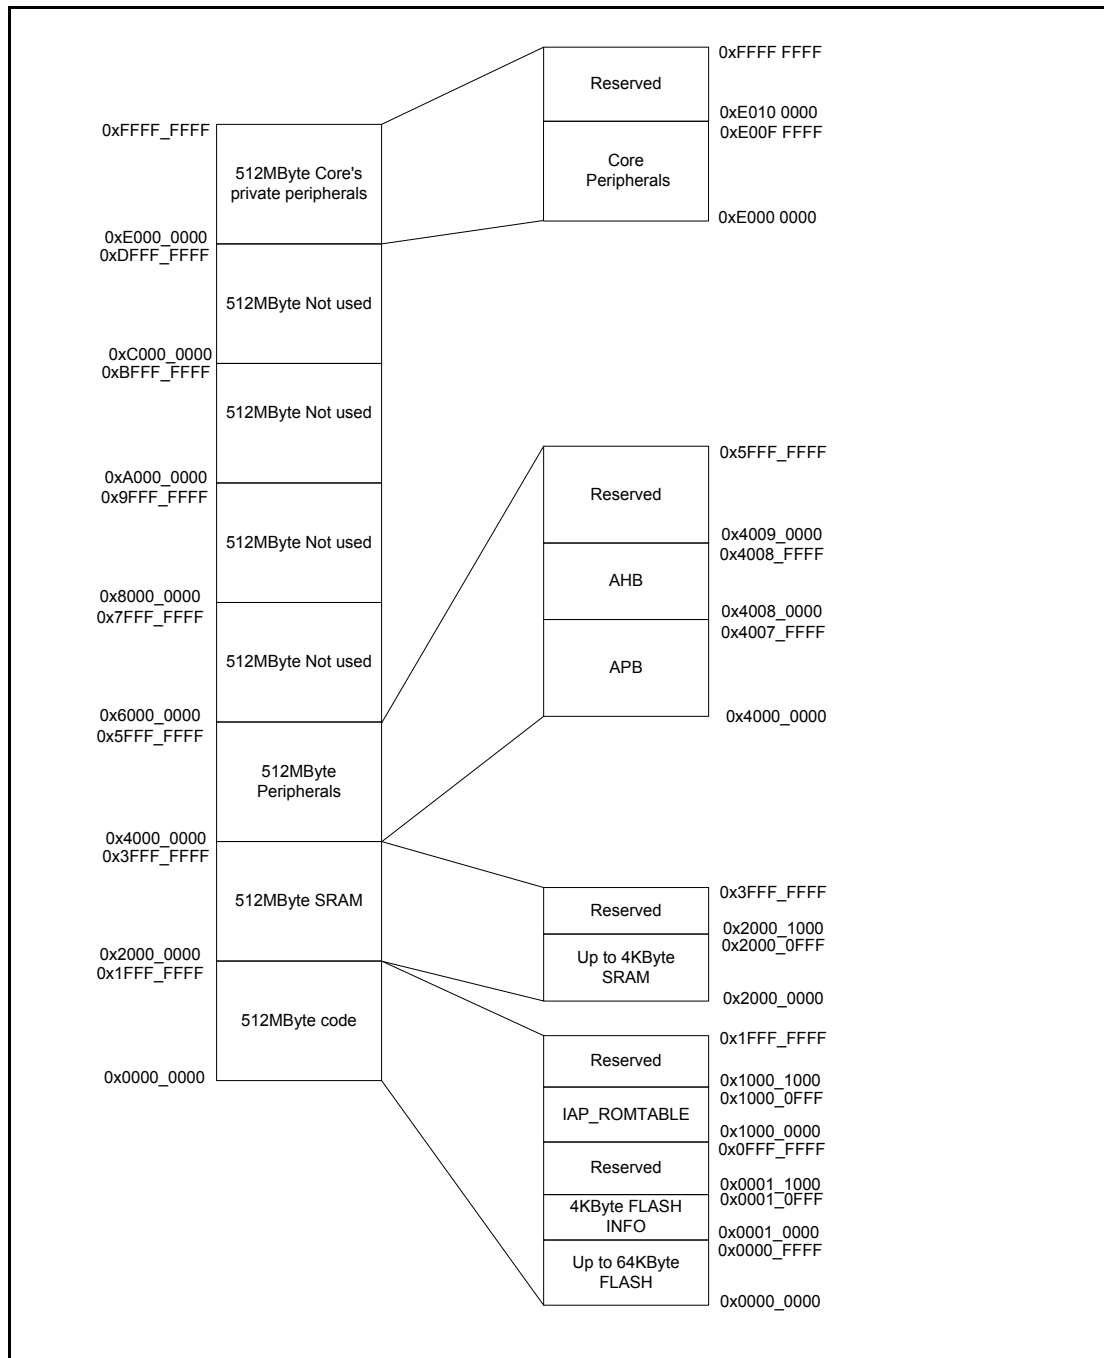 0xFFFF FFFF
Reserved
0xE010 0000
0xFFFF_FFFF
0xE00F FFFF
Core
Peripherals
512MByte Core's
private peripherals
0xE000 0000
0xE000_0000
0xDFFF_FFFF
512MByte Not used
0xC000_0000
0xBFFF_FFFF
512MByte Not used
0x5FFF_FFFF
0xA000_0000
0x9FFF_FFFF
Reserved
0x4009_0000
512MByte Not used
0x4008_FFFF
AHB
0x8000_0000
0x4008_0000
0x7FFF_FFFF
0x4007_FFFF
512MByte Not used
APB
0x6000_0000
0x4000_0000
0x5FFF_FFFF
512MByte
Peripherals
0x4000_0000
0x3FFF_FFFF
0x3FFF_FFFF
512MByte SRAM
Reserved
0x2000_1000
0x2000_0FFF
0x2000_0000
Up to 4KByte
SRAM
0x1FFF_FFFF
0x2000_0000
512MByte code
0x1FFF_FFFF
Reserved
0x0000_0000
0x1000_1000
0x1000_0FFF
IAP_ROMTABLE
0x1000_0000
0x0FFF_FFFF
Reserved
0x0001_1000
0x0001_0FFF
4KByte FLASH
INFO
0x0001_0000
0x0000_FFFF
Up to 64KByte
FLASH
0x0000_0000